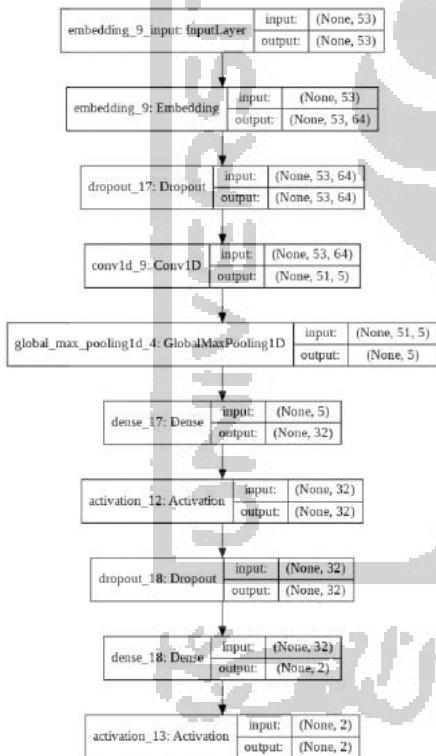 embedding_9_input: InputLayer input: (None, 53)
output: (None, 53)
embedding_9: Embedding input: (None, 53)
output: (None, 53, 64)
dropout_17: Dropout input: (None, 53, 64)
output: (None, 53, 64)
conv1d_9: Conv1D input: (None, 53, 64)
output: (None, 51, 5)
global_max_pooling1d_4: GlobalMaxPooling1D input: (None, 51, 5)
output: (None, 5)
dense_17: Dense input: (None, 5)
output: (None, 32)
activation_12: Activation input: (None, 32)
output: (None, 32)
dropout_18: Dropout input: (None, 32)
output: (None, 32)
dense_18: Dense input: (None, 32)
output: (None, 2)
activation_13: Activation input: (None, 2)
output: (None, 2)